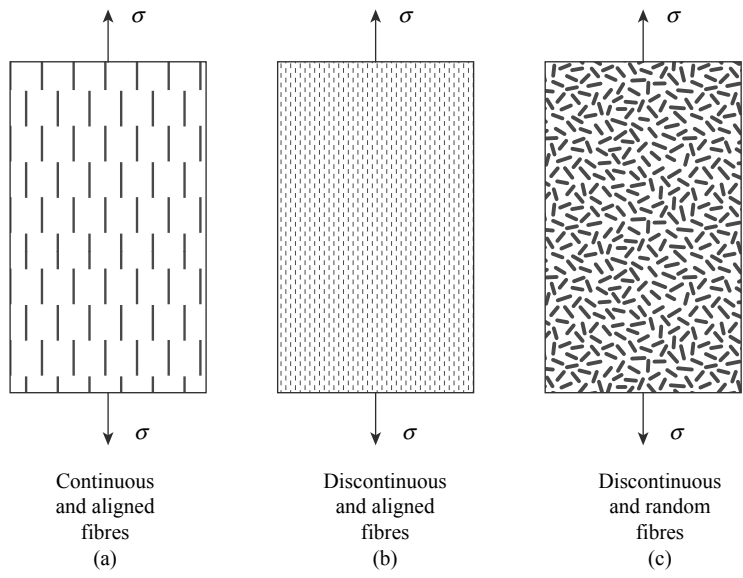 σ
σ
σ
σ
σ
σ
Continuous
and aligned
fibres
(a)
Discontinuous
and aligned
fibres
(b)
Discontinuous
and random
fibres
(c)